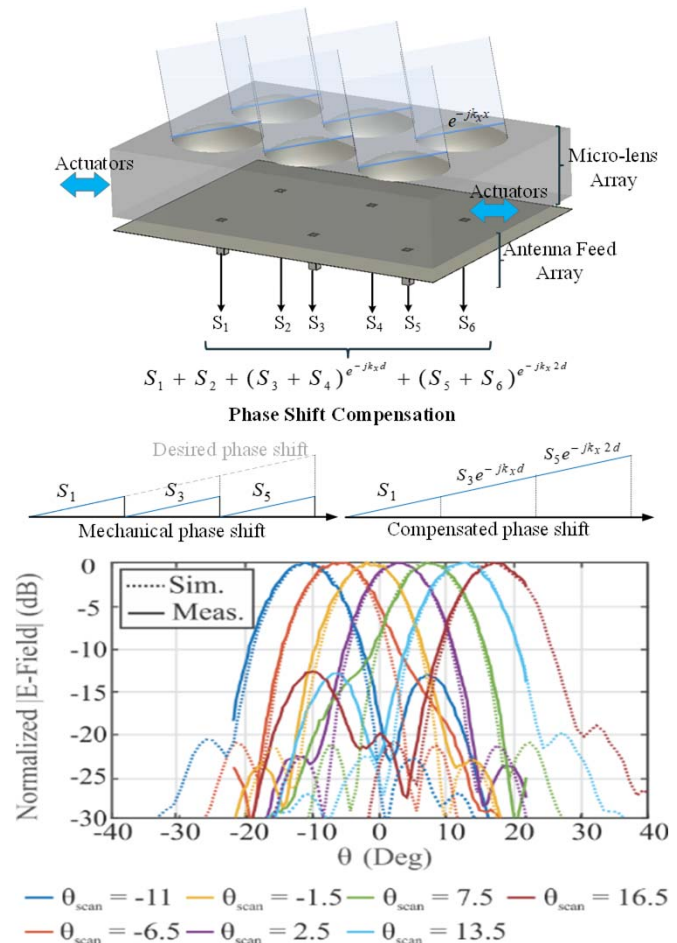 e^{-jk_x x}
Actuators
Micro-lens
Array
Actuators
Antenna Feed
Array
S₁ S₂ S₃ S₄ S₅ S₆
S₁ + S₂ + (S₃ + S₄)^{e^{-jk_x d}} + (S₅ + S₆)^{e^{-jk_x 2d}}
Phase Shift Compensation
Desired phase shift
S₁ S₃ S₅
Mechanical phase shift
S₁ S₃e^{-jk_x d} S₅e^{-jk_x 2d}
Compensated phase shift
Normalized |E-Field| (dB)
0
-5
-10
-15
-20
-25
-30
Sim.
Meas.
-40 -30 -20 -10 0 10 20 30 40
θ (Deg)
θscan = -11 θscan = -1.5 θscan = 7.5 θscan = 16.5
θscan = -6.5 θscan = 2.5 θscan = 13.5